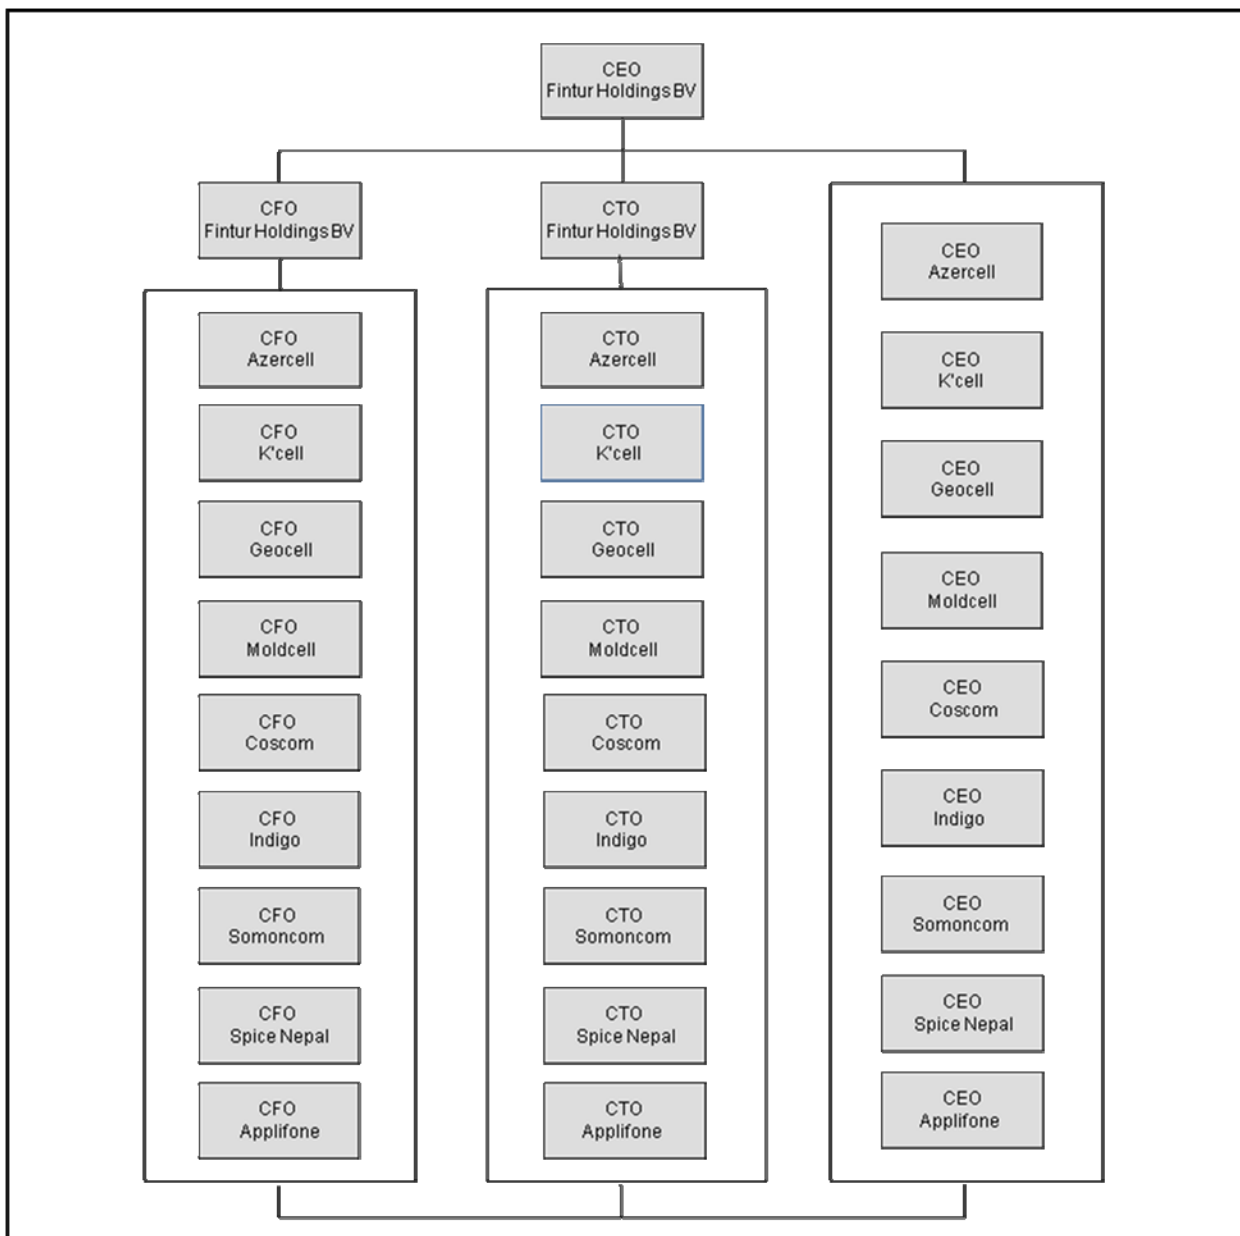 CEO
Fintur Holdings BV
CFO
Fintur Holdings BV
CTO
Fintur Holdings BV
CFO
Azercell
CFO
K'cell
CFO
Geocell
CFO
Moldcell
CFO
Coscom
CFO
Indigo
CFO
Somoncom
CFO
Spice Nepal
CFO
Applifone
CTO
Azercell
CTO
K'cell
CTO
Geocell
CTO
Moldcell
CTO
Coscom
CTO
Indigo
CTO
Somoncom
CTO
Spice Nepal
CTO
Applifone
CEO
Azercell
CEO
K'cell
CEO
Geocell
CEO
Moldcell
CEO
Coscom
CEO
Indigo
CEO
Somoncom
CEO
Spice Nepal
CEO
Applifone